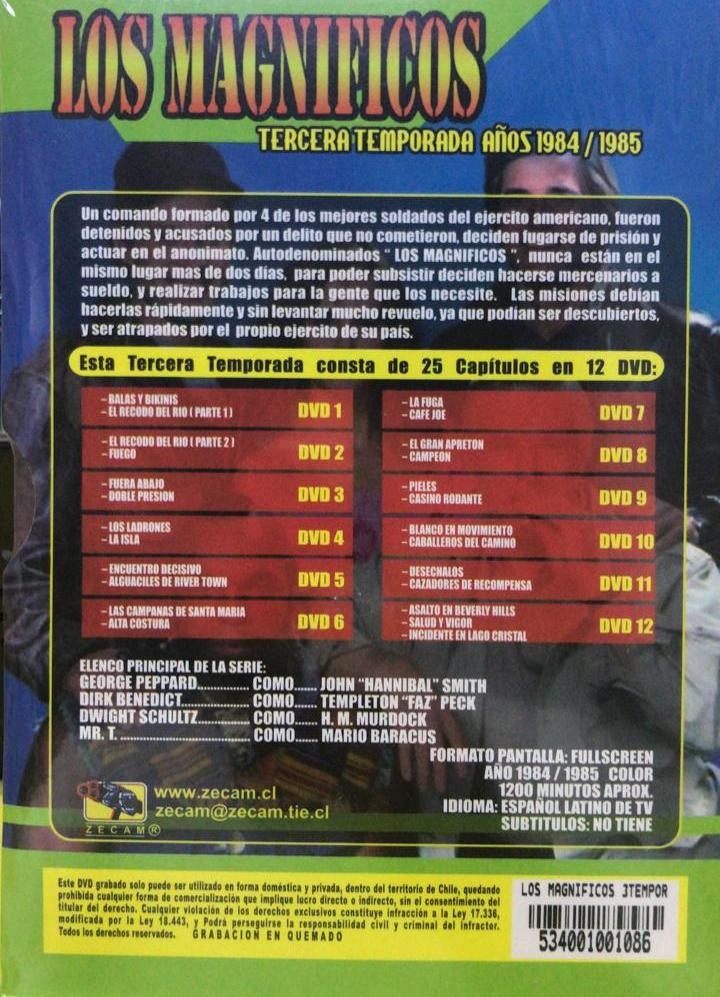 LOS MAGNIFICOS
TERCERA TEMPORADA AÑOS 1984 / 1985
Un comando formado por 4 de los mejores soldados del ejercito americano, fueron
detenidos y acusados por un delito que no cometieron, deciden fugarse de prisión y
actuar en el anonimato. Autodenominados " LOS MAGNIFICOS ", nunca están en el
mismo lugar mas de dos días, para poder subsistir deciden hacerse mercenarios a
sueldo, y realizar trabajos para la gente que los necesite. Las misiones debían
hacerlas rápidamente y sin levantar mucho revuelo, ya que podían ser descubiertos,
y ser atrapados por el propio ejercito de su país.
Esta Tercera Temporada consta de 25 Capítulos en 12 DVD:
- BALAS Y BIKINIS
- EL RECODO DEL RIO ( PARTE 1 )
DVD 1
- EL RECODO DEL RIO ( PARTE 2 )
- FUEGO
DVD 2
- FUERA ABAJO
- DOBLE PRESION
DVD 3
- LOS LADRONES
- LA ISLA
DVD 4
- ENCUENTRO DECISIVO
- ALGUACILES DE RIVER TOWN
DVD 5
- LAS CAMPANAS DE SANTA MARIA
- ALTA COSTURA
DVD 6
- LA FUGA
- CAFE JOE
DVD 7
- EL GRAN APRETON
- CAMPEON
DVD 8
- PIELES
- CASINO RODANTE
DVD 9
- BLANCO EN MOVIMIENTO
- CABALLEROS DEL CAMINO
DVD 10
- DESECHALOS
- CAZADORES DE RECOMPENSA
DVD 11
- ASALTO EN BEVERLY HILLS
- SALUD Y VIGOR
- INCIDENTE EN LAGO CRISTAL
DVD 12
ELENCO PRINCIPAL DE LA SERIE:
GEORGE PEPPARD................ COMO...... JOHN "HANNIBAL" SMITH
DIRK BENEDICT..................... COMO...... TEMPLETON "FAZ" PECK
DWIGHT SCHULTZ................ COMO...... H. M. MURDOCK
MR. T. ..................................... COMO...... MARIO BARACUS
FORMATO PANTALLA: FULLSCREEN
AÑO 1984 / 1985 COLOR
1200 MINUTOS APROX.
IDIOMA: ESPAÑOL LATINO DE TV
SUBTITULOS: NO TIENE
www.zecam.cl
zecam@zecam.tie.cl
ZECAM®
Este DVD grabado solo puede ser utilizado en forma doméstica y privada, dentro del territorio de Chile, quedando
prohibida cualquier forma de comercialización que implique lucro directo o indirecto, sin el consentimiento del
titular del derecho. Cualquier violación de los derechos exclusivos constituye infracción a la Ley 17.336,
modificada por la Ley 18.443, y Podrá perseguirse la responsabilidad civil y criminal del infractor.
Todos los derechos reservados. GRABACION EN QUEMADO
LOS MAGNIFICOS 3TEMPOR
534001001086